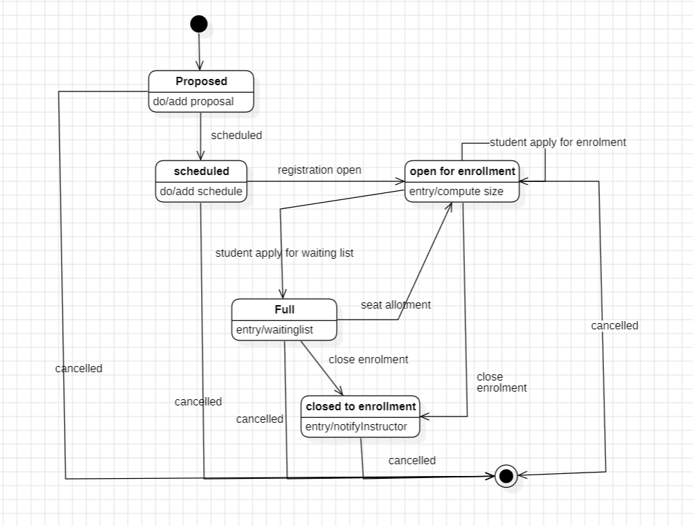 Proposed
do/add proposal
scheduled
student apply for enrolment
scheduled
do/add schedule
registration open
open for enrollment
entry/compute size
student apply for waiting list
Full
entry/waitinglist
seat allotment
cancelled
close enrolment
cancelled
close
enrolment
cancelled
closed to enrollment
entry/notifyInstructor
cancelled
cancelled